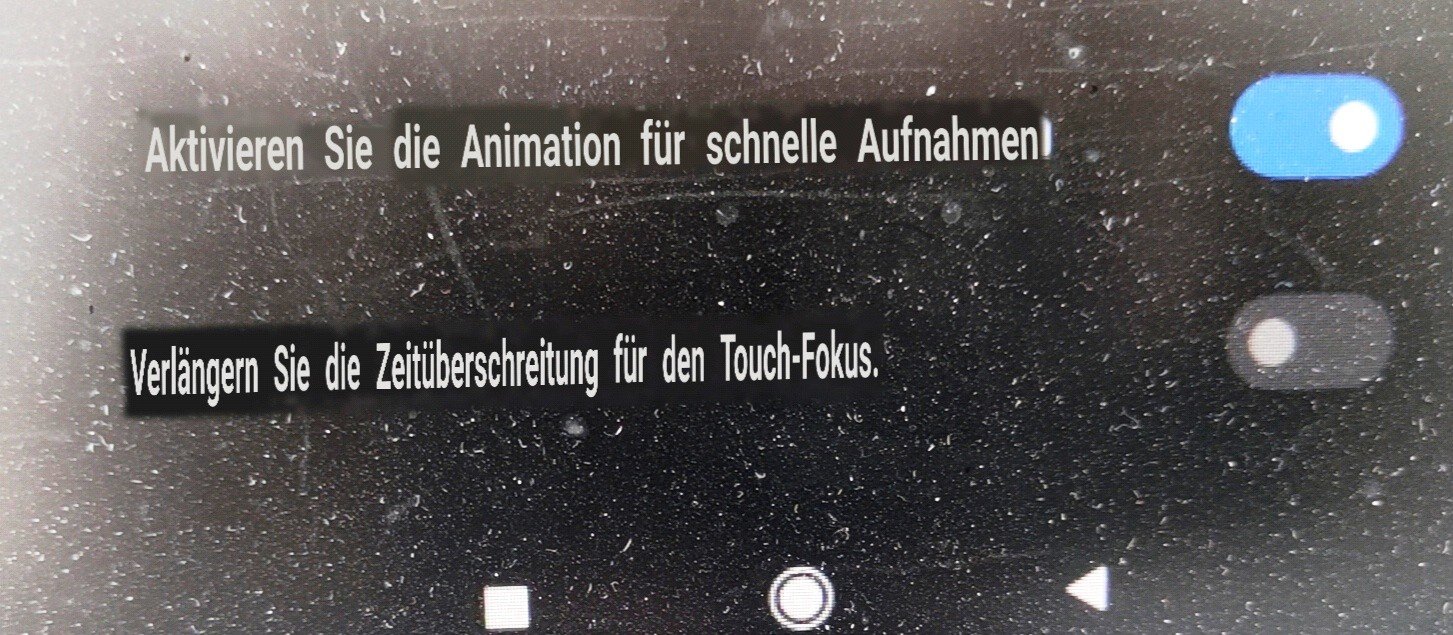 Aktivieren Sie die Animation für schnelle Aufnahmen
Verlängern Sie die Zeitüberschreitung für den Touch-Fokus.